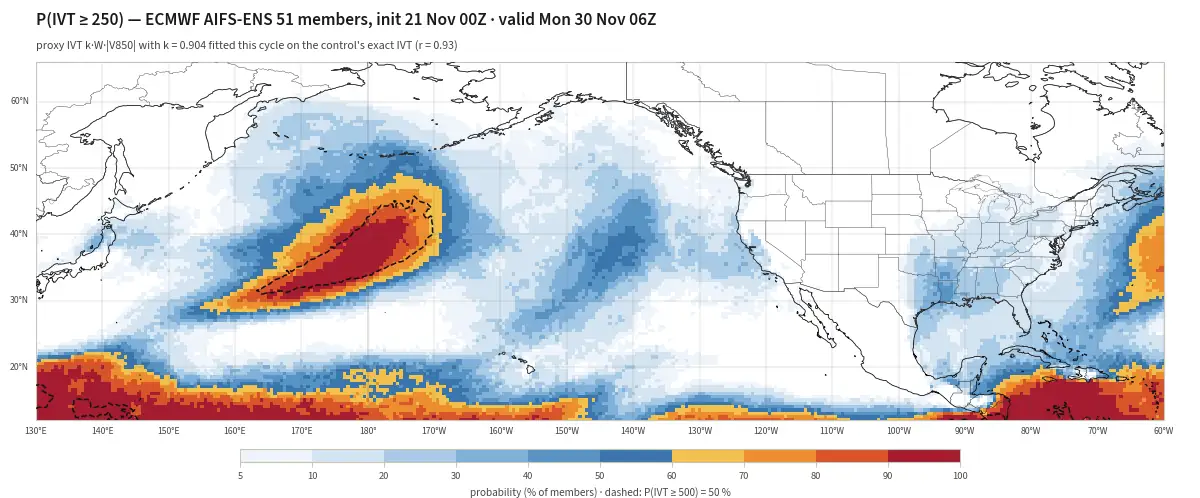 P(IVT ≥ 250) — ECMWF AIFS-ENS 51 members, init 21 Nov 00Z · valid Mon 30 Nov 06Z
proxy IVT k·W·|V850| with k = 0.904 fitted this cycle on the control's exact IVT (r = 0.93)
60°N
50°N
40°N
30°N
20°N
130°E 140°E 150°E 160°E 170°E 180° 170°W 160°W 150°W 140°W 130°W 120°W 110°W 100°W 90°W 80°W 70°W 60°W
5 10 20 30 40 50 60 70 80 90 100
probability (% of members) · dashed: P(IVT ≥ 500) = 50 %